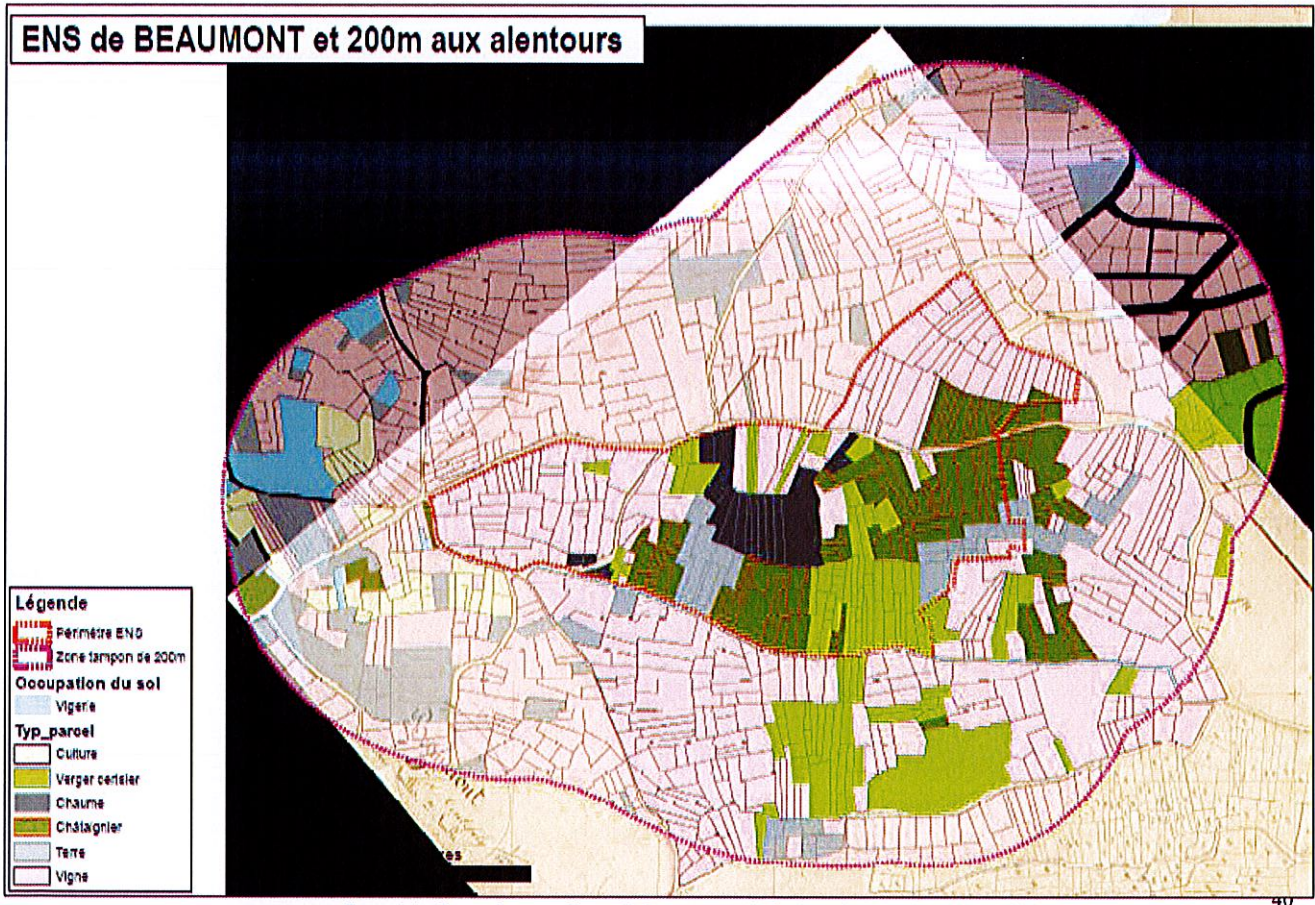 ENS de BEAUMONT et 200m aux alentours
Légende
Périmètre ENS
Zone tampon de 200m
Occupation du sol
Vigerie
Typ_parcel
Culture
Verger cerisier
Chaume
Châtaignier
Terre
Vigne
40